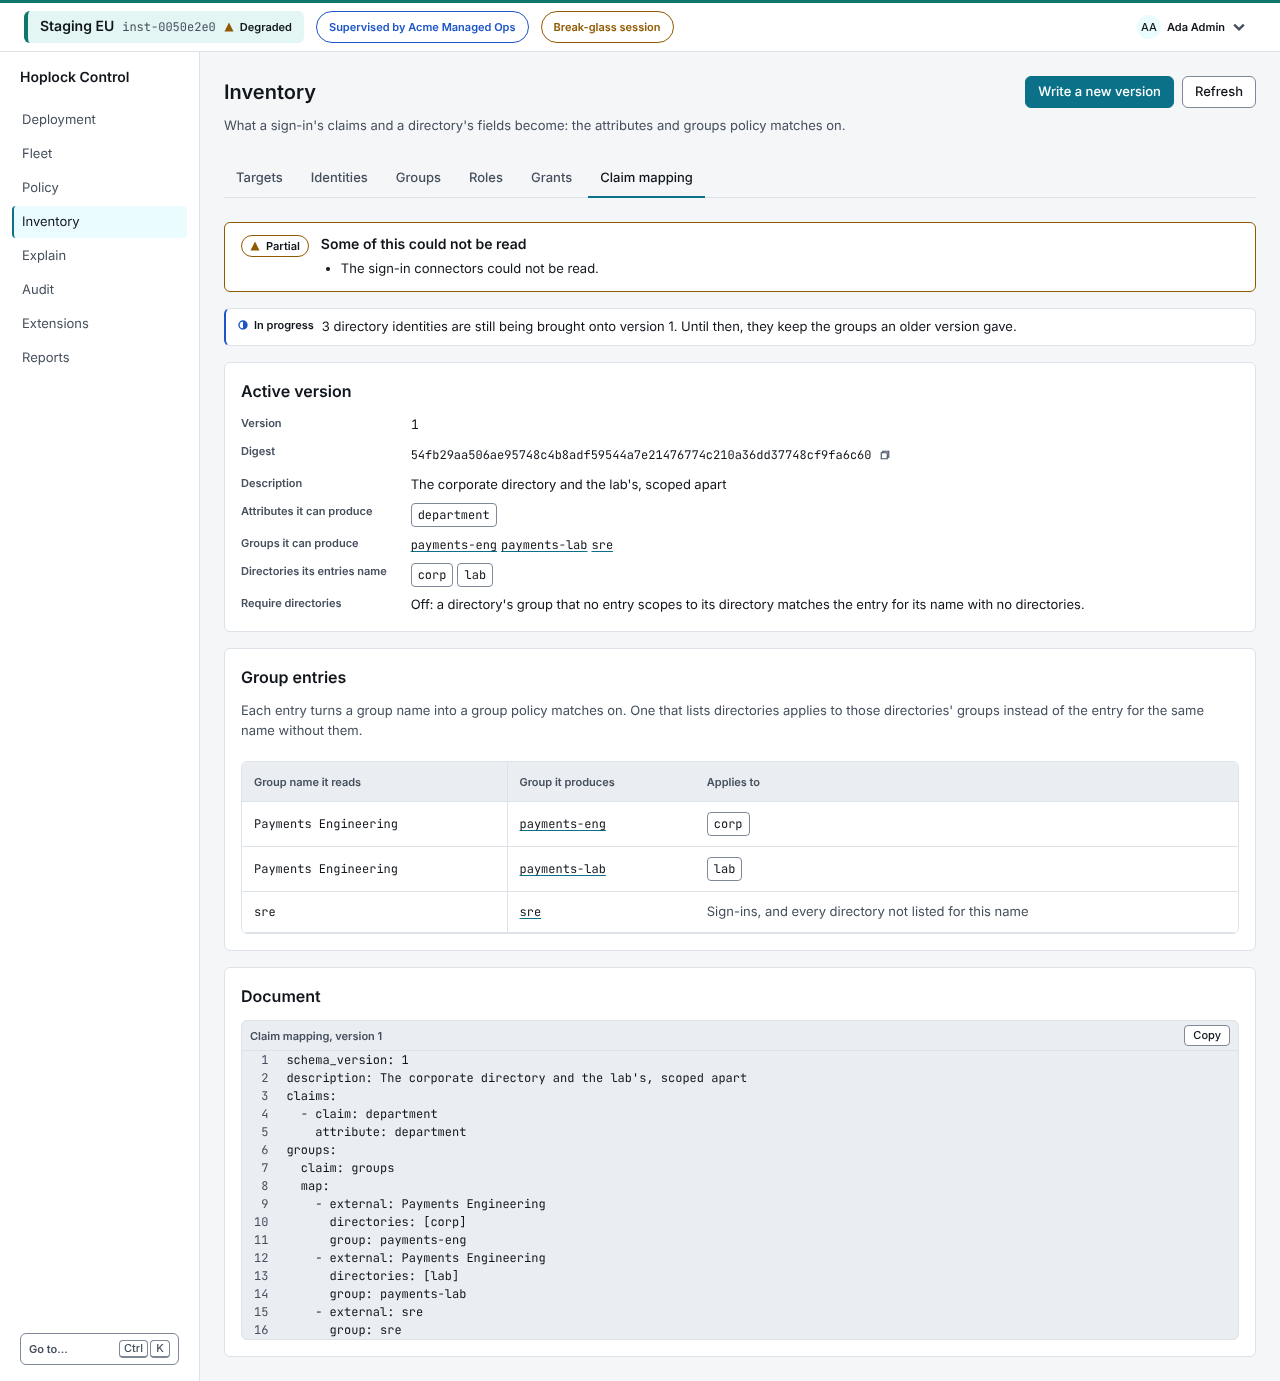 Staging EU inst-0050e2e0 Degraded Supervised by Acme Managed Ops Break-glass session AA Ada Admin
Hoplock Control
Deployment
Fleet
Policy
Inventory
Explain
Audit
Extensions
Reports
Go to... Ctrl K
Inventory
Write a new version Refresh
What a sign-in's claims and a directory's fields become: the attributes and groups policy matches on.
Targets Identities Groups Roles Grants Claim mapping
Partial Some of this could not be read
• The sign-in connectors could not be read.
In progress 3 directory identities are still being brought onto version 1. Until then, they keep the groups an older version gave.
Active version
Version 1
Digest 54fb29aa506ae95748c4b8adf59544a7e21476774c210a36dd37748cf9fa6c60
Description The corporate directory and the lab's, scoped apart
Attributes it can produce department
Groups it can produce payments-eng payments-lab sre
Directories its entries name corp lab
Require directories Off: a directory's group that no entry scopes to its directory matches the entry for its name with no directories.
Group entries
Each entry turns a group name into a group policy matches on. One that lists directories applies to those directories' groups instead of the entry for the same
name without them.
Group name it reads Group it produces Applies to
Payments Engineering payments-eng corp
Payments Engineering payments-lab lab
sre sre Sign-ins, and every directory not listed for this name
Document
Claim mapping, version 1 Copy
1 schema_version: 1
2 description: The corporate directory and the lab's, scoped apart
3 claims:
4 - claim: department
5 attribute: department
6 groups:
7 claim: groups
8 map:
9 - external: Payments Engineering
10 directories: [corp]
11 group: payments-eng
12 - external: Payments Engineering
13 directories: [lab]
14 group: payments-lab
15 - external: sre
16 group: sre